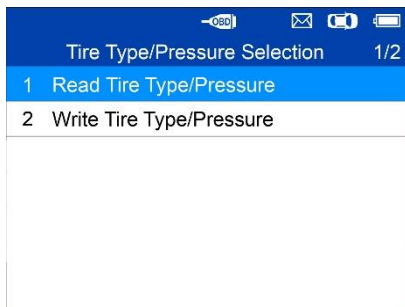 OBD
Tire Type/Pressure Selection 1/2
1 Read Tire Type/Pressure
2 Write Tire Type/Pressure